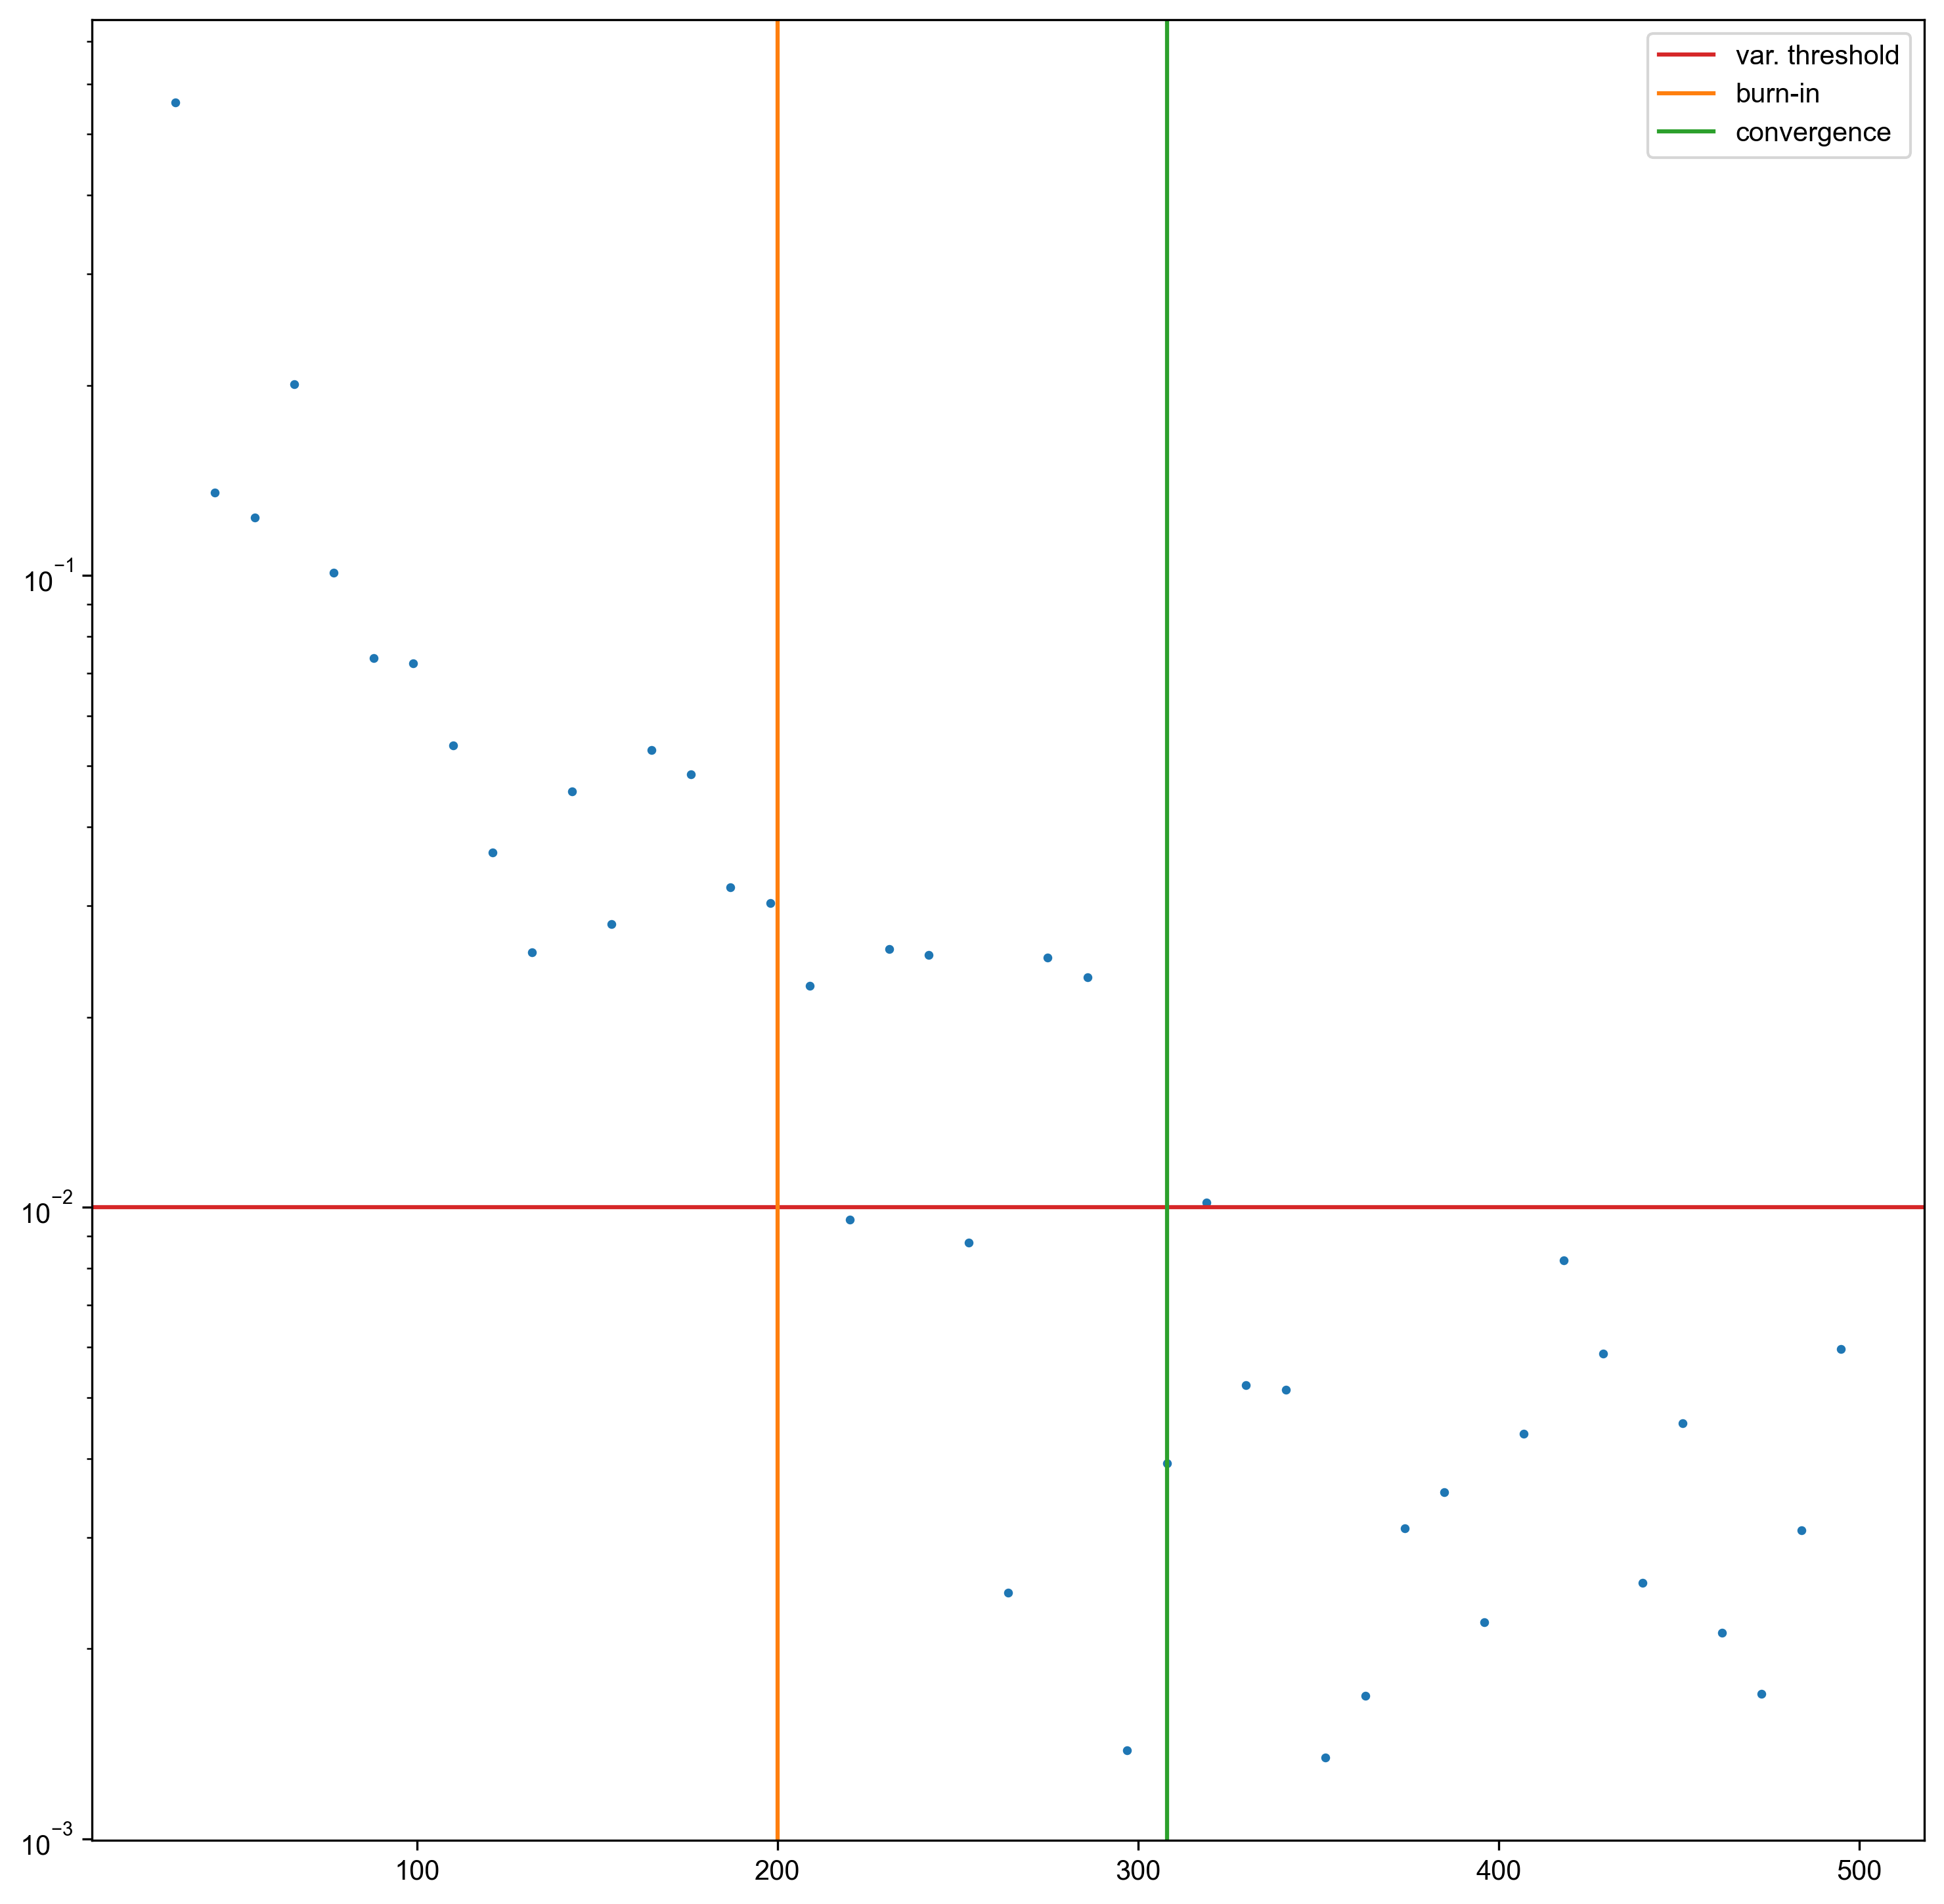 var. threshold
burn-in
convergence
10⁻¹
10⁻²
10⁻³
100 200 300 400 500